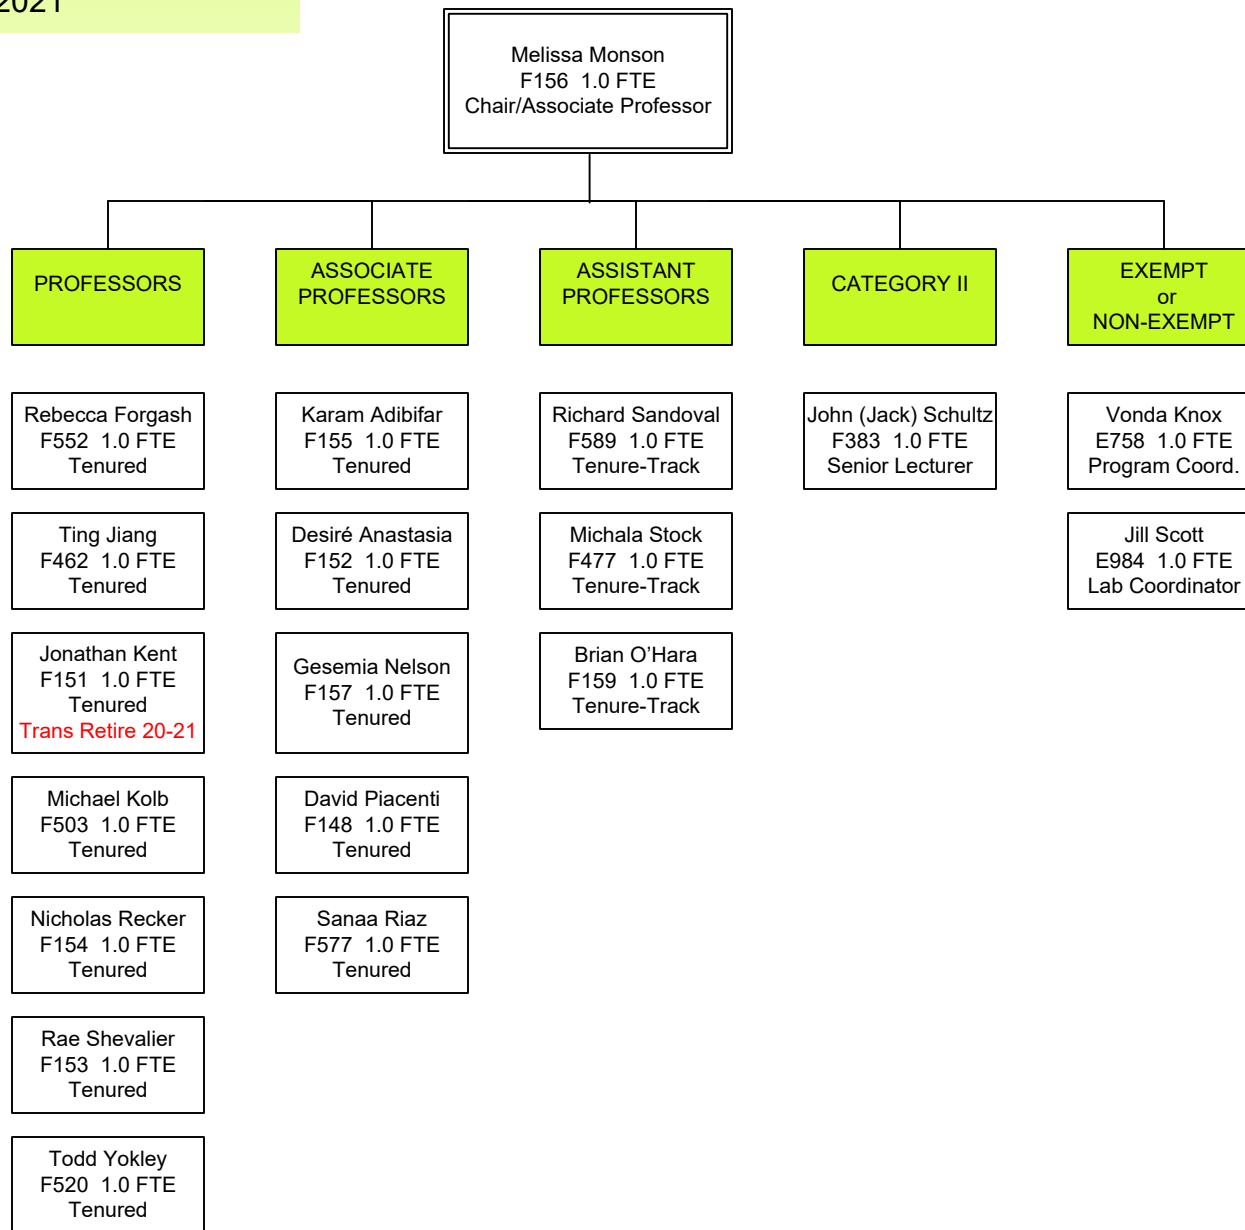 2021
Melissa Monson
F156 1.0 FTE
Chair/Associate Professor
PROFESSORS
ASSOCIATE
PROFESSORS
ASSISTANT
PROFESSORS
CATEGORY II
EXEMPT
or
NON-EXEMPT
Rebecca Forgash
F552 1.0 FTE
Tenured
Ting Jiang
F462 1.0 FTE
Tenured
Jonathan Kent
F151 1.0 FTE
Tenured
Trans Retire 20-21
Michael Kolb
F503 1.0 FTE
Tenured
Nicholas Recker
F154 1.0 FTE
Tenured
Rae Shevalier
F153 1.0 FTE
Tenured
Todd Yokley
F520 1.0 FTE
Tenured
Karam Adibifar
F155 1.0 FTE
Tenured
Desiré Anastasia
F152 1.0 FTE
Tenured
Gesemia Nelson
F157 1.0 FTE
Tenured
David Piacenti
F148 1.0 FTE
Tenured
Sanaa Riaz
F577 1.0 FTE
Tenured
Richard Sandoval
F589 1.0 FTE
Tenure-Track
Michala Stock
F477 1.0 FTE
Tenure-Track
Brian O’Hara
F159 1.0 FTE
Tenure-Track
John (Jack) Schultz
F383 1.0 FTE
Senior Lecturer
Vonda Knox
E758 1.0 FTE
Program Coord.
Jill Scott
E984 1.0 FTE
Lab Coordinator